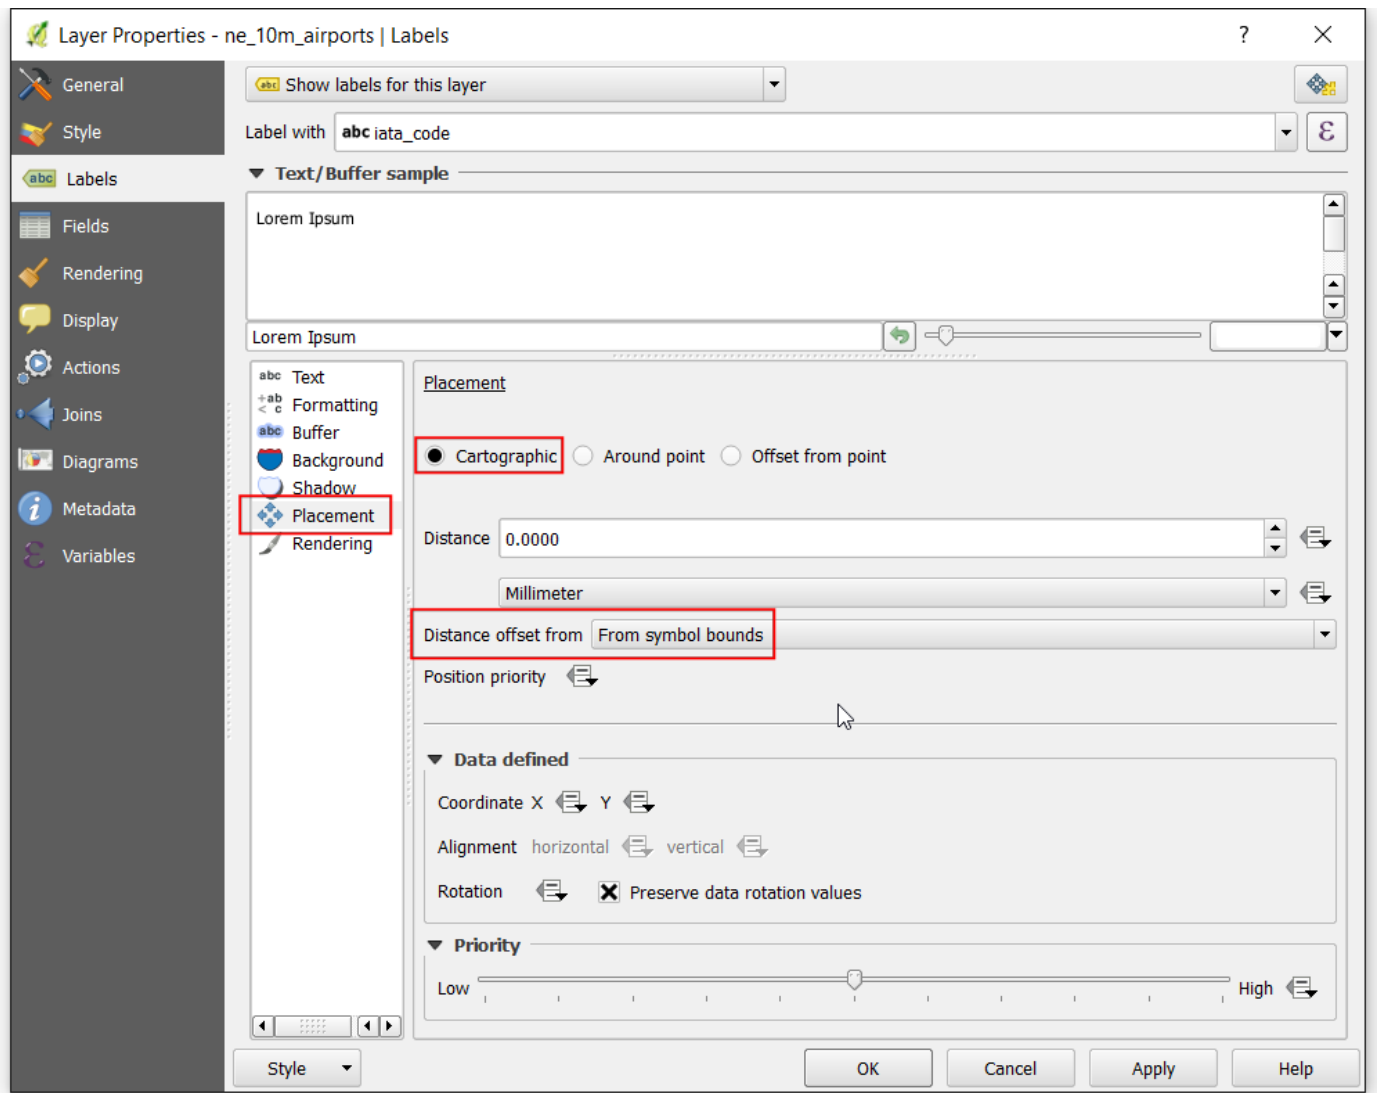 Layer Properties - ne_10m_airports | Labels ?
General
Style
abc Labels
Fields
Rendering
Display
Actions
Joins
Diagrams
Metadata
Variables
abc Show labels for this layer
Label with abc iata_code ε
Text/Buffer sample
Lorem Ipsum
Lorem Ipsum
abc Text
+ab < c Formatting
abc Buffer
Background
Shadow
Placement
Rendering
Placement
Cartographic Around point Offset from point
Distance 0.0000
Millimeter
Distance offset from From symbol bounds
Position priority
Data defined
Coordinate X Y
Alignment horizontal vertical
Rotation Preserve data rotation values
Priority
Low High
Style OK Cancel Apply Help